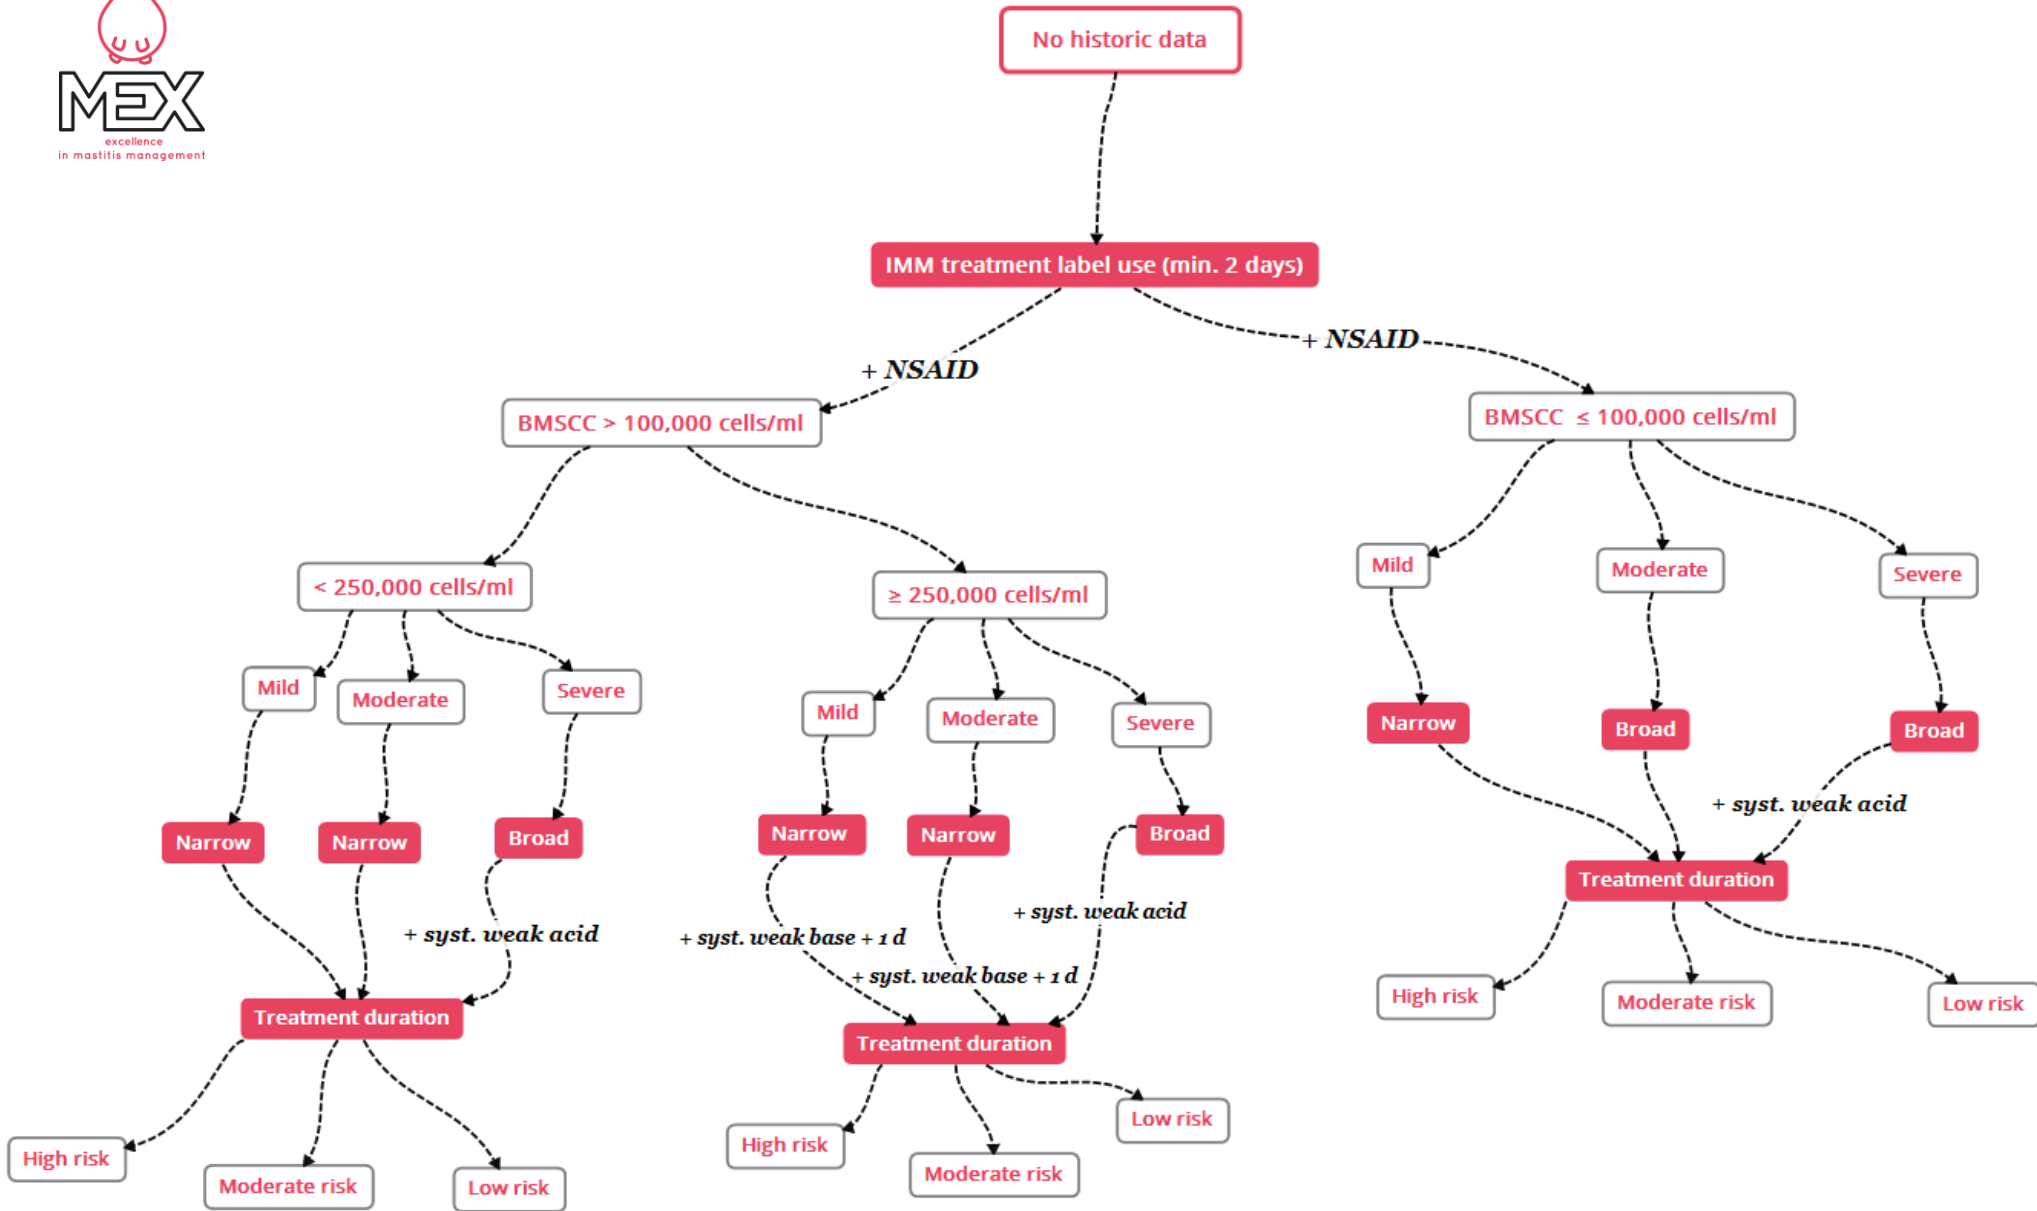 MEX
excellence
in mastitis management
No historic data
IMM treatment label use (min. 2 days)
+ NSAID
+ NSAID
BMSCC > 100,000 cells/ml
BMSCC ≤ 100,000 cells/ml
< 250,000 cells/ml
≥ 250,000 cells/ml
Mild
Moderate
Severe
Mild
Moderate
Severe
Mild
Moderate
Severe
Narrow
Narrow
Broad
Narrow
Narrow
Broad
Narrow
Broad
Broad
+ syst. weak acid
+ syst. weak base + 1 d
+ syst. weak base + 1 d
+ syst. weak acid
+ syst. weak acid
Treatment duration
Treatment duration
Treatment duration
High risk
Moderate risk
Low risk
High risk
Moderate risk
Low risk
High risk
Moderate risk
Low risk